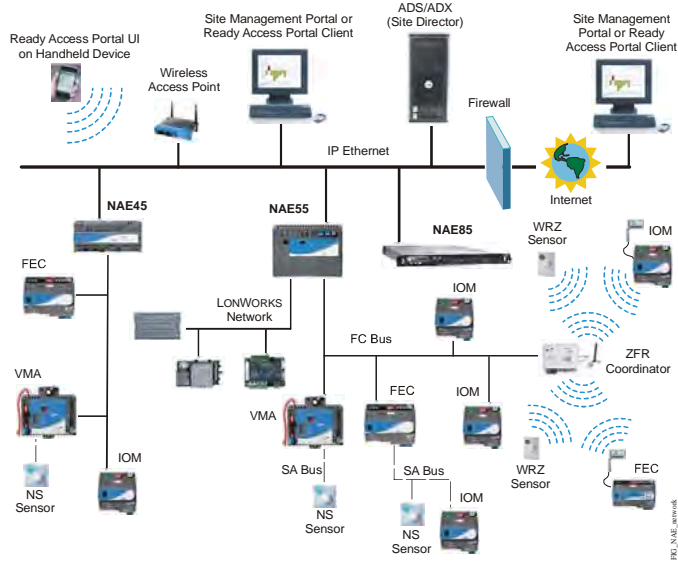 ADS/ADX
(Site Director)
Site Management Portal or
Ready Access Portal Client
Site Management
Portal or Ready
Access Portal Client
Ready Access Portal UI
on Handheld Device
Wireless
Access Point
Firewall
IP Ethernet
Internet
NAE45
NAE55
NAE85
WRZ
Sensor
IOM
FEC
LONWORKS
Network
IOM
FC Bus
ZFR
Coordinator
VMA
VMA
FEC
IOM
IOM
SA Bus
SA Bus
WRZ
Sensor
FEC
NS
Sensor
NS
Sensor
NS
Sensor
IOM
FIG_NAE_network